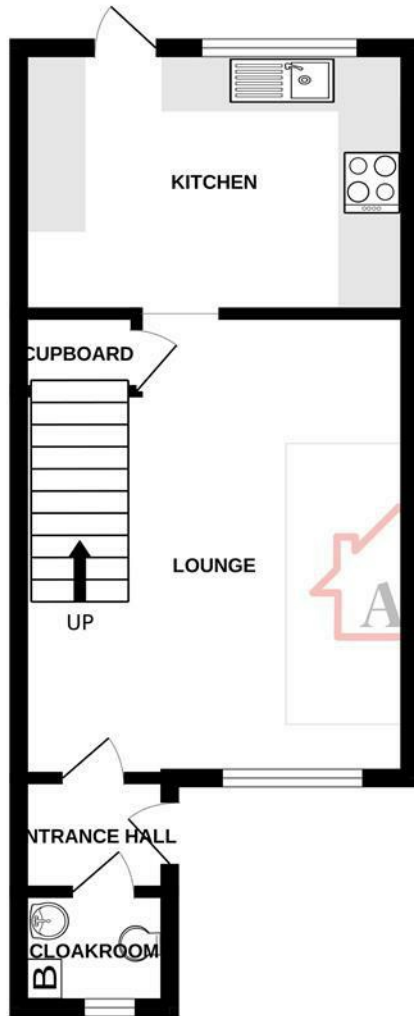 KITCHEN
CUPBOARD
LOUNGE
A
UP
NTRANCE HALL
CLOAKROOM
B